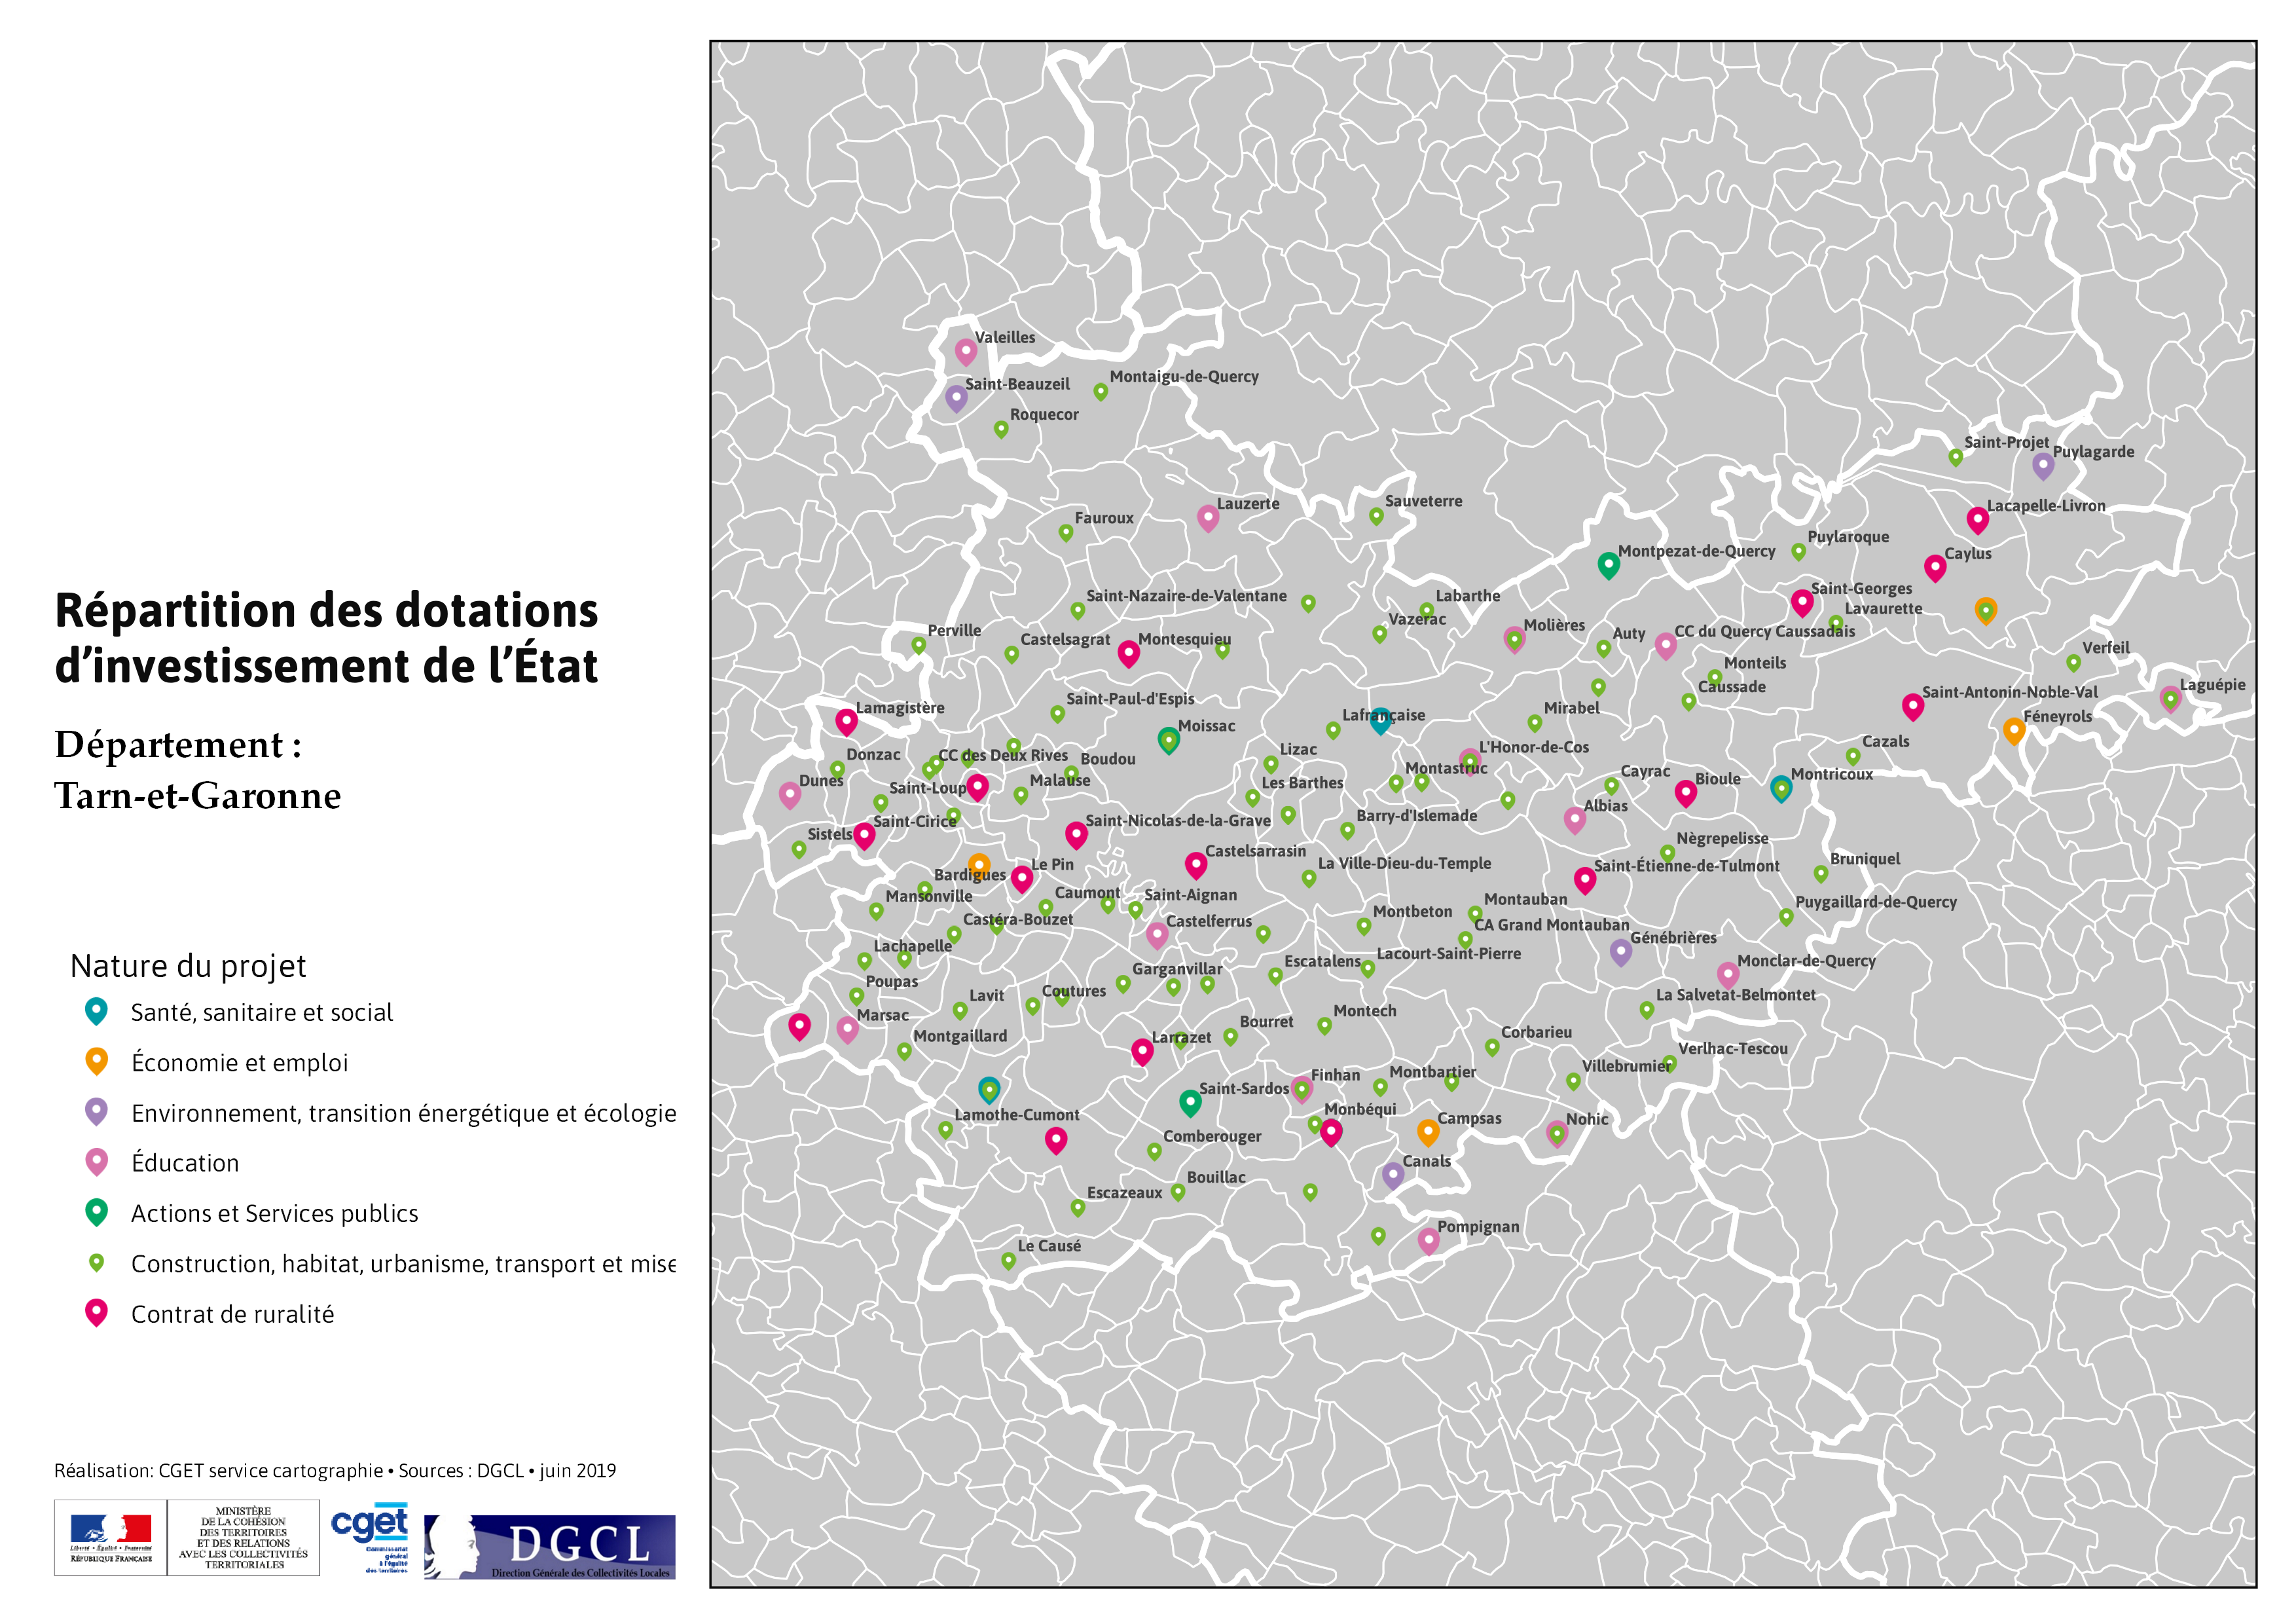 Répartition des dotations
d'investissement de l'État
Département :
Tarn-et-Garonne
Nature du projet
Santé, sanitaire et social
Économie et emploi
Environnement, transition énergétique et écologie
Éducation
Actions et Services publics
Construction, habitat, urbanisme, transport et mise
Contrat de ruralité
Réalisation: CGET service cartographie • Sources : DGCL • juin 2019
Liberté • Égalité • Fraternité
RÉPUBLIQUE FRANÇAISE
MINISTÈRE
DE LA COHÉSION
DES TERRITOIRES
ET DES RELATIONS
AVEC LES COLLECTIVITÉS
TERRITORIALES
cget
Commissariat
général
à l'égalité
des territoires
DGCL
Direction Générale des Collectivités Locales
Valeilles
Saint-Beauzeil
Montaigu-de-Quercy
Roquecor
Saint-Projet
Puylagarde
Lauzerte
Sauveterre
Lacapelle-Livron
Fauroux
Puylaroque
Montpezat-de-Quercy
Caylus
Saint-Georges
Saint-Nazaire-de-Valentane
Labarthe
Lavaurette
Vazerac
Molières
Perville
Castelsagrat
Montesquieu
Auty
CC du Quercy Caussadais
Verfeil
Monteils
Caussade
Laguépie
Saint-Paul-d'Espis
Saint-Antonin-Noble-Val
Lamagistère
Mirabel
Lafrançaise
Féneyrols
Moissac
Cazals
L'Honor-de-Cos
Lizac
Donzac
CC des Deux Rives
Boudou
Montastruc
Cayrac
Montricoux
Bioule
Dunes
Malause
Les Barthes
Saint-Loup
Albias
Barry-d'Islemade
Saint-Cirice
Saint-Nicolas-de-la-Grave
Sistels
Nègrepelisse
Castelsarrasin
Bruniquel
La Ville-Dieu-du-Temple
Le Pin
Saint-Étienne-de-Tulmont
Bardigues
Caumont
Saint-Aignan
Mansonville
Montauban
Puygaillard-de-Quercy
Montbeton
Castéra-Bouzet
Castelferrus
CA Grand Montauban
Génébrières
Lachapelle
Lacourt-Saint-Pierre
Escatalens
Monclar-de-Quercy
Garganvillar
Poupas
Coutures
Lavit
La Salvetat-Belmontet
Montech
Marsac
Bourret
Corbarieu
Montgaillard
Larrazet
Verlhac-Tescou
Villebrumier
Montbartier
Finhan
Saint-Sardos
Monbéqui
Lamothe-Cumont
Campsas
Nohic
Comberouger
Canals
Bouillac
Escazeaux
Pompignan
Le Causé